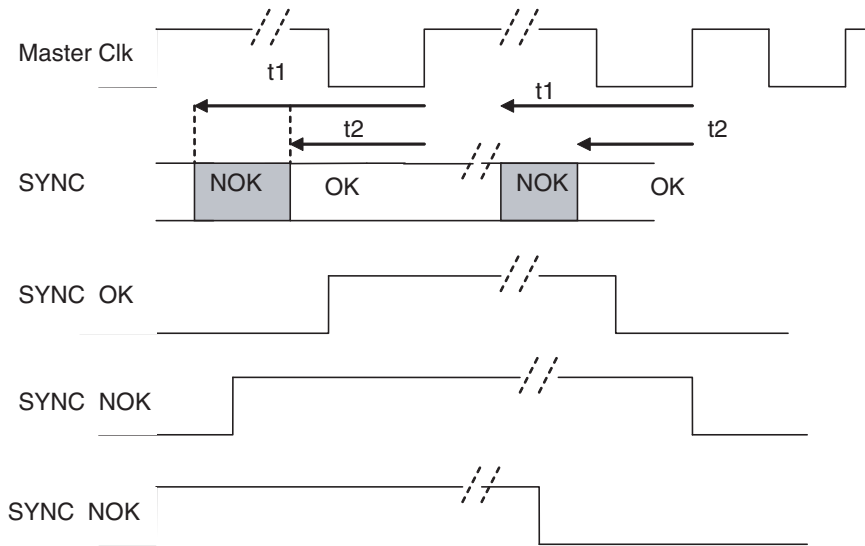 Master Clk
t1
t1
t2
t2
SYNC
NOK
OK
NOK
OK
SYNC OK
SYNC NOK
SYNC NOK